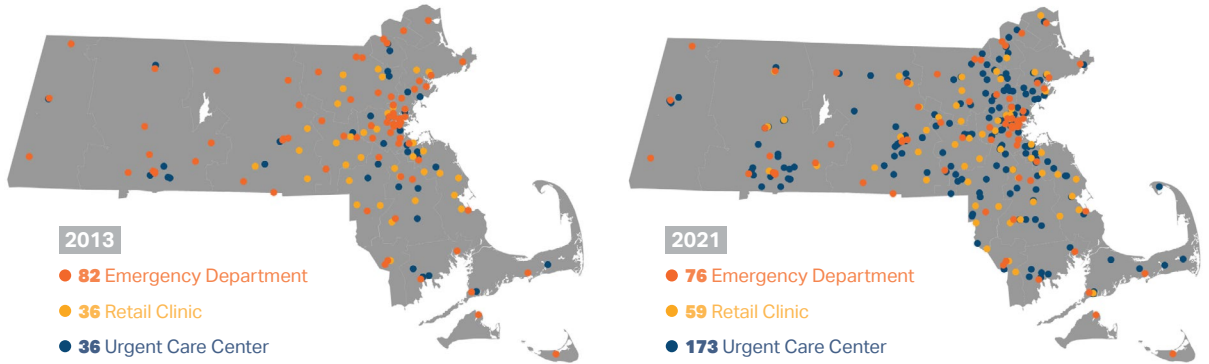 2013
82 Emergency Department
36 Retail Clinic
36 Urgent Care Center
2021
76 Emergency Department
59 Retail Clinic
173 Urgent Care Center